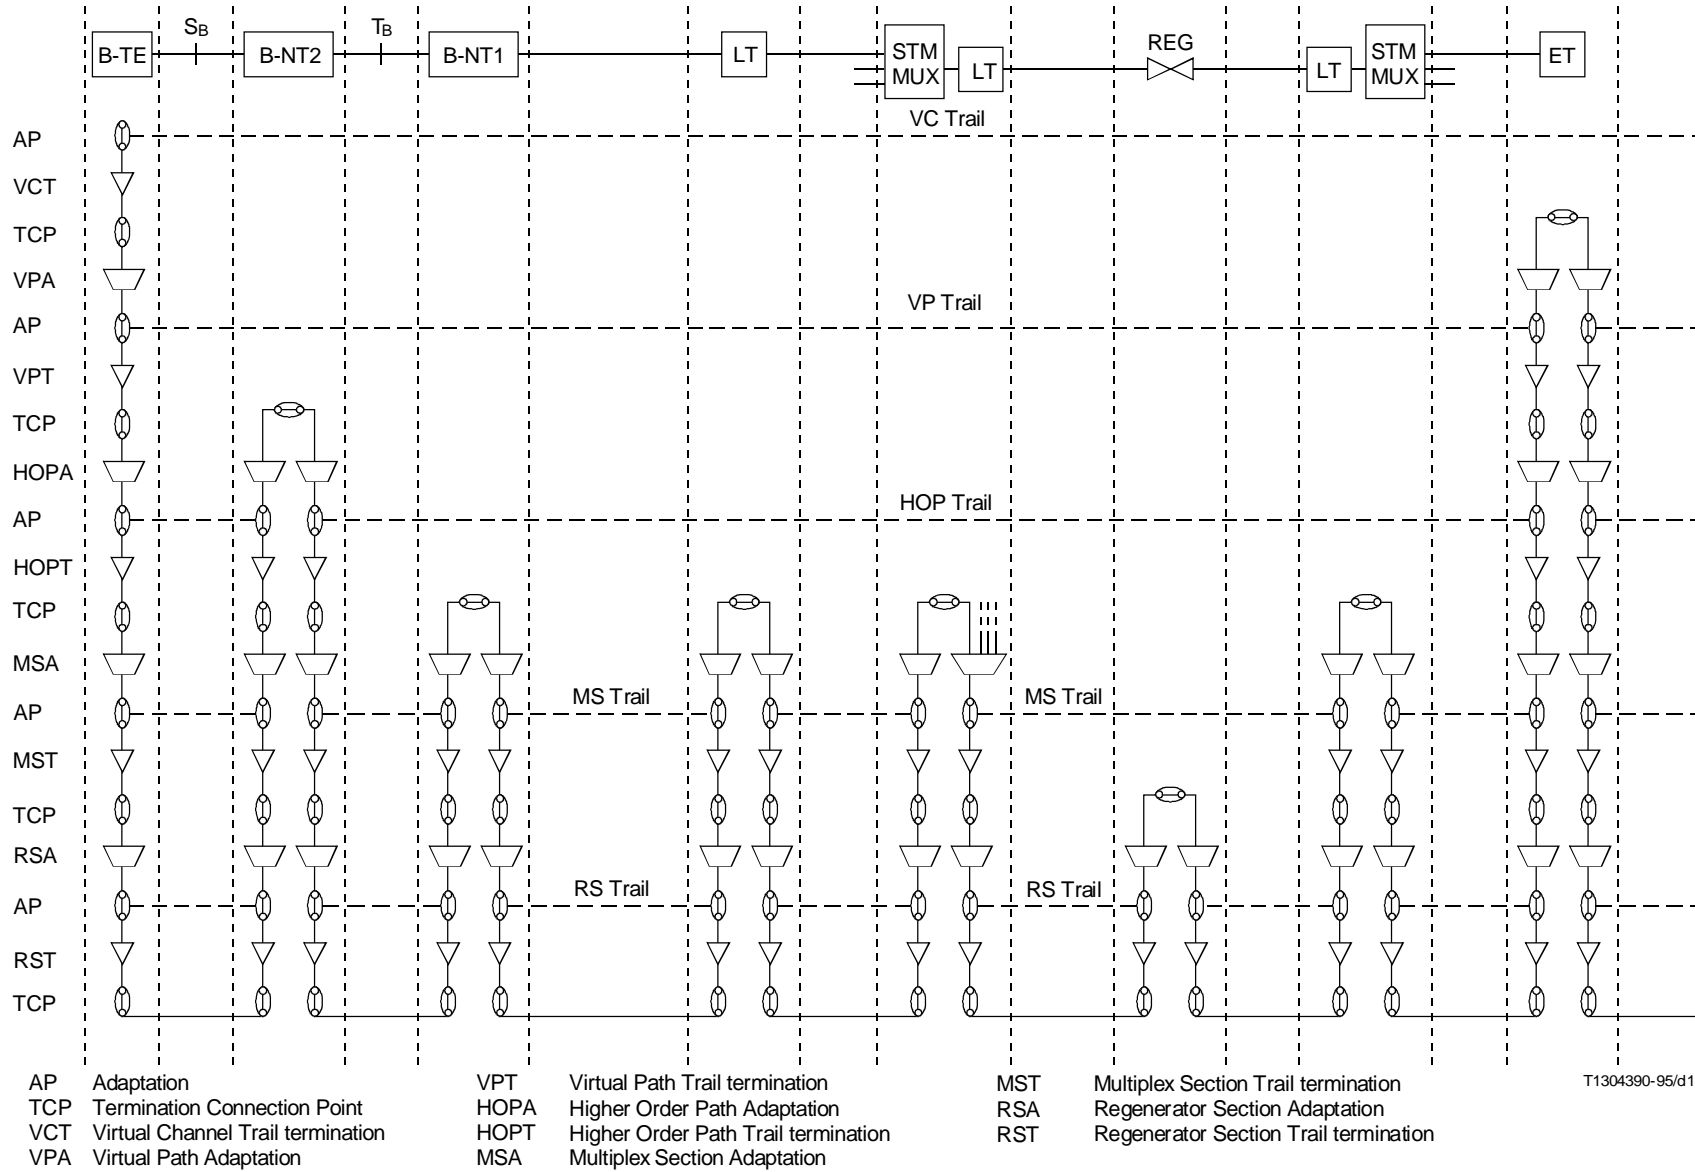 SB
TB
B-TE
B-NT2
B-NT1
LT
STM
MUX
LT
REG
LT
STM
MUX
ET
AP
VC Trail
VCT
TCP
VPA
AP
VP Trail
VPT
TCP
HOPA
AP
HOP Trail
HOPT
TCP
MSA
AP
MS Trail
MS Trail
MST
TCP
RSA
AP
RS Trail
RS Trail
RST
TCP
AP Adaptation
TCP Termination Connection Point
VCT Virtual Channel Trail termination
VPA Virtual Path Adaptation
VPT Virtual Path Trail termination
HOPA Higher Order Path Adaptation
HOPT Higher Order Path Trail termination
MSA Multiplex Section Adaptation
MST Multiplex Section Trail termination
RSA Regenerator Section Adaptation
RST Regenerator Section Trail termination
T1304390-95/d1